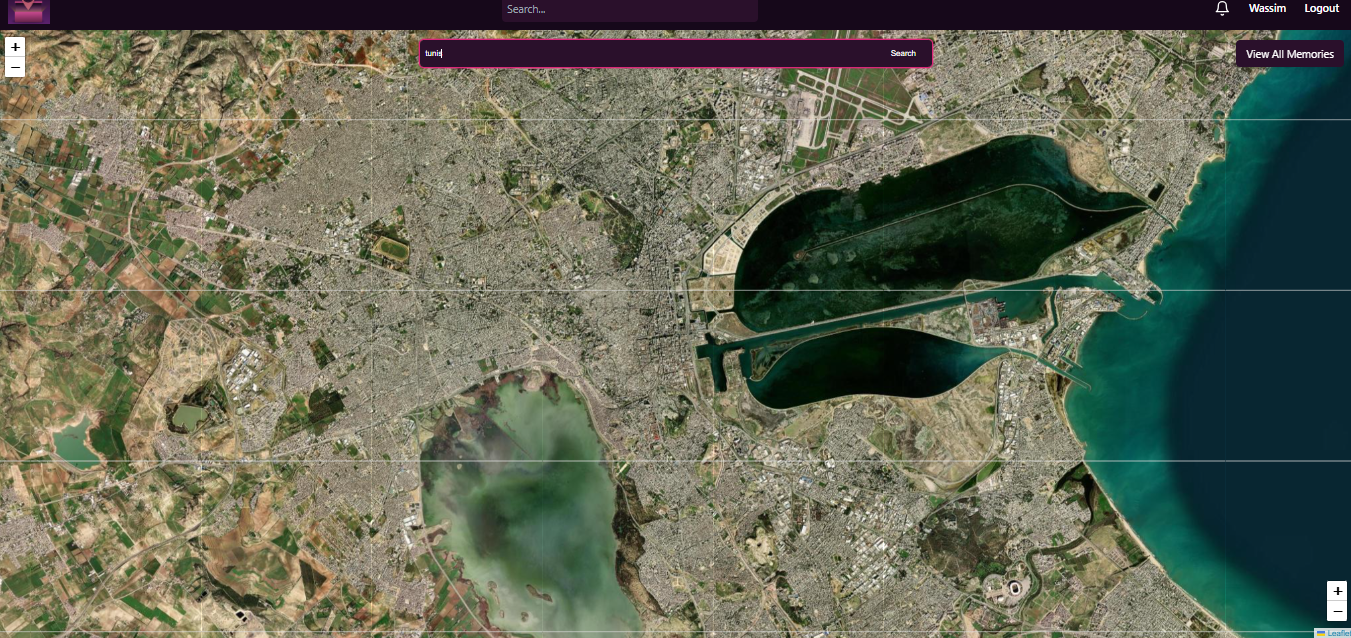 Search...
Wassim
Logout
+
−
tunis
Search
View All Memories
+
−
Leaflet